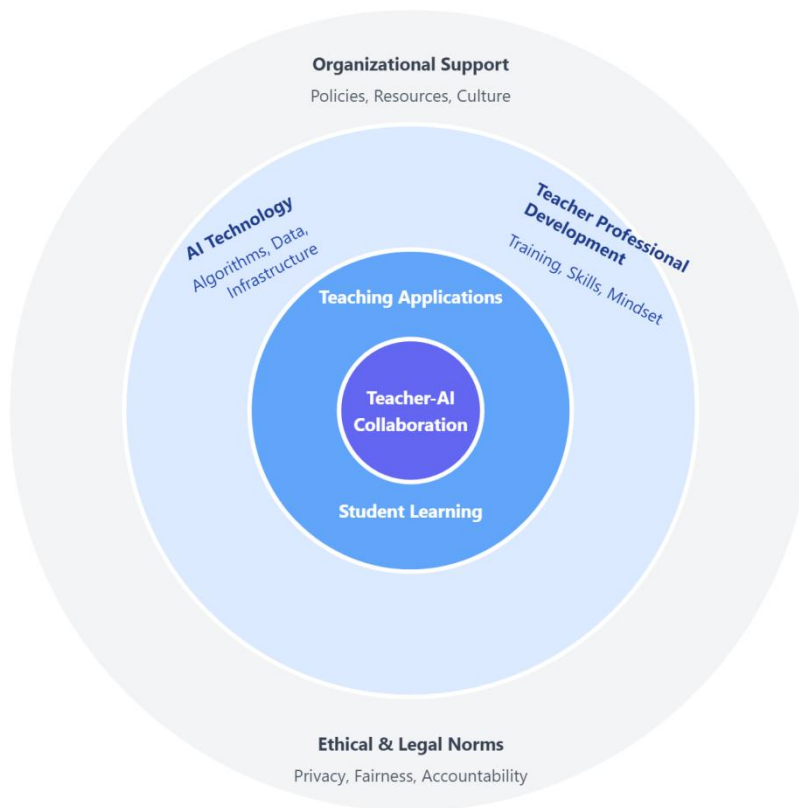 Organizational Support
Policies, Resources, Culture
AI Technology
Algorithms, Data,
Infrastructure
Teacher Professional
Development
Training, Skills, Mindset
Teaching Applications
Teacher-AI
Collaboration
Student Learning
Ethical & Legal Norms
Privacy, Fairness, Accountability